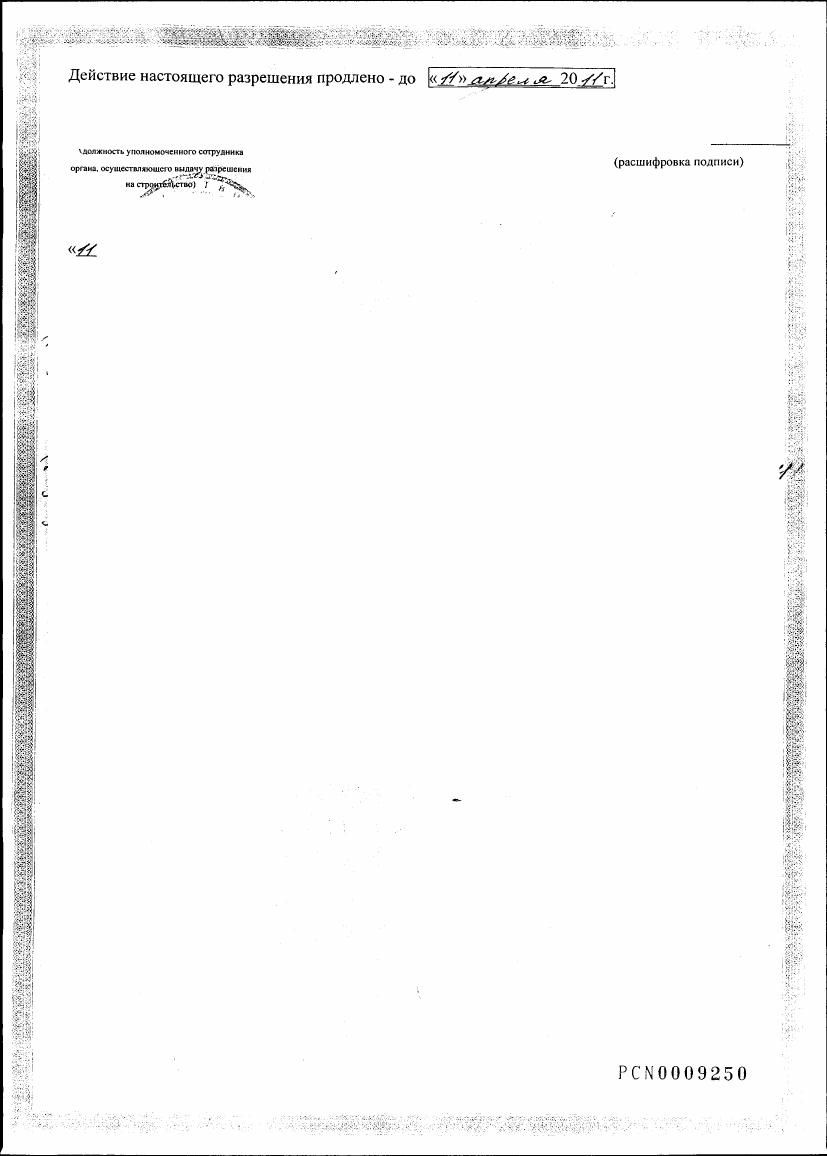 Действие настоящего разрешения продлено - до «11» апреля 2011 г.
(должность уполномоченного сотрудника
органа, осуществляющего выдачу разрешения
на строительство)
(расшифровка подписи)
«11
PCN0009250